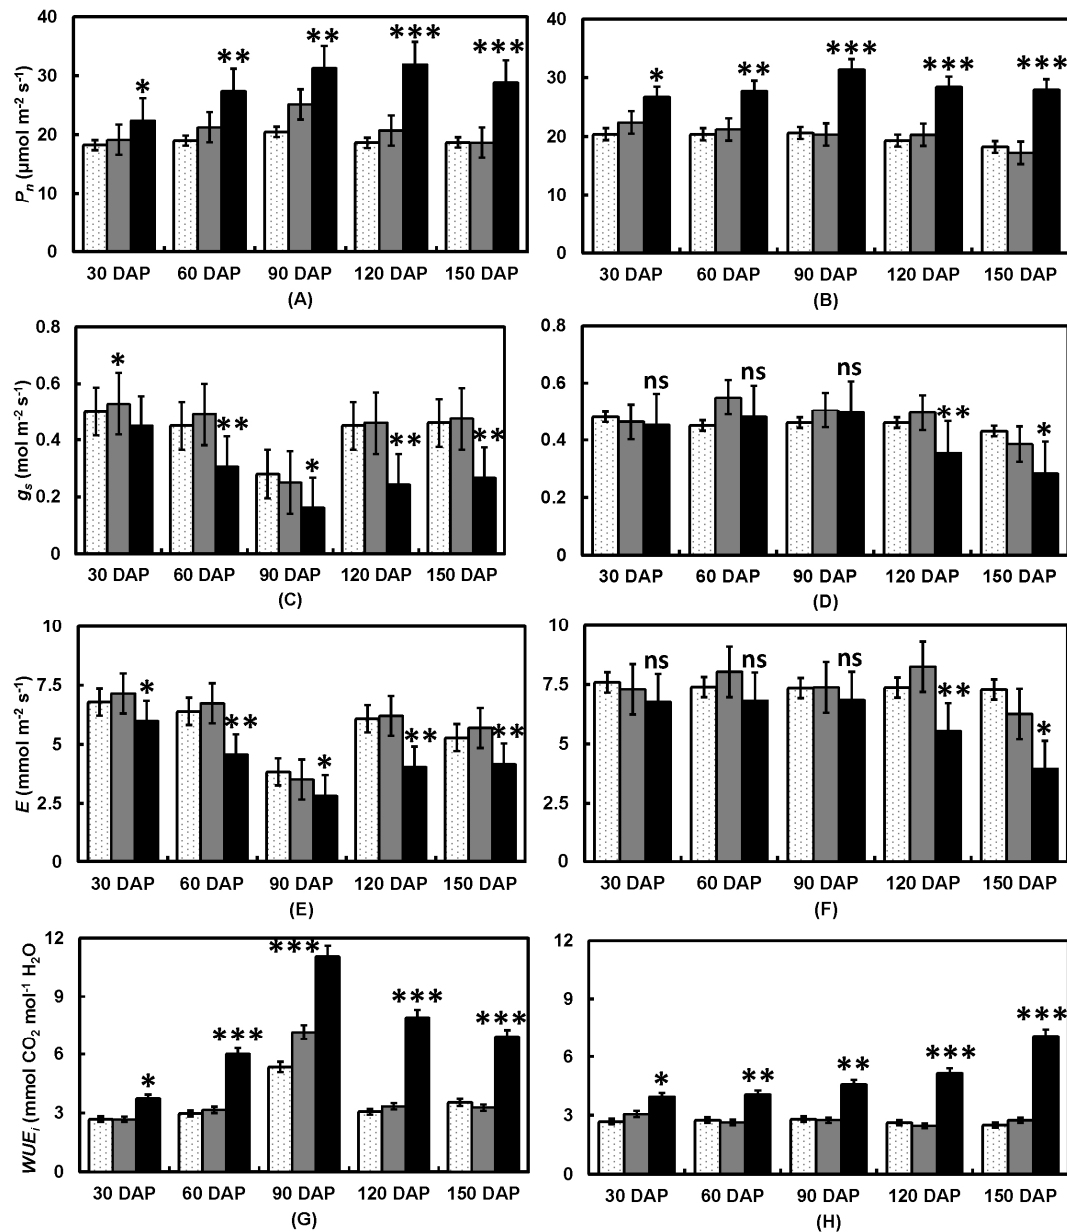 Pn (μmol m-2 s-1)
40
30
20
10
0
* ** ** *** ***
30 DAP 60 DAP 90 DAP 120 DAP 150 DAP
(A)
40
30
20
10
0
* ** *** *** ***
30 DAP 60 DAP 90 DAP 120 DAP 150 DAP
(B)
gs (mol m-2 s-1)
0.8
0.6
0.4
0.2
0
* ** * ** **
30 DAP 60 DAP 90 DAP 120 DAP 150 DAP
(C)
0.8
0.6
0.4
0.2
0
ns ns ns ** *
30 DAP 60 DAP 90 DAP 120 DAP 150 DAP
(D)
E (mmol m-2 s-1)
10
7.5
5
2.5
0
* ** * ** **
30 DAP 60 DAP 90 DAP 120 DAP 150 DAP
(E)
10
7.5
5
2.5
0
ns ns ns ** *
30 DAP 60 DAP 90 DAP 120 DAP 150 DAP
(F)
WUEi (mmol CO2 mol-1 H2O
12
9
6
3
0
* *** *** *** ***
30 DAP 60 DAP 90 DAP 120 DAP 150 DAP
(G)
12
9
6
3
0
* ** ** *** ***
30 DAP 60 DAP 90 DAP 120 DAP 150 DAP
(H)